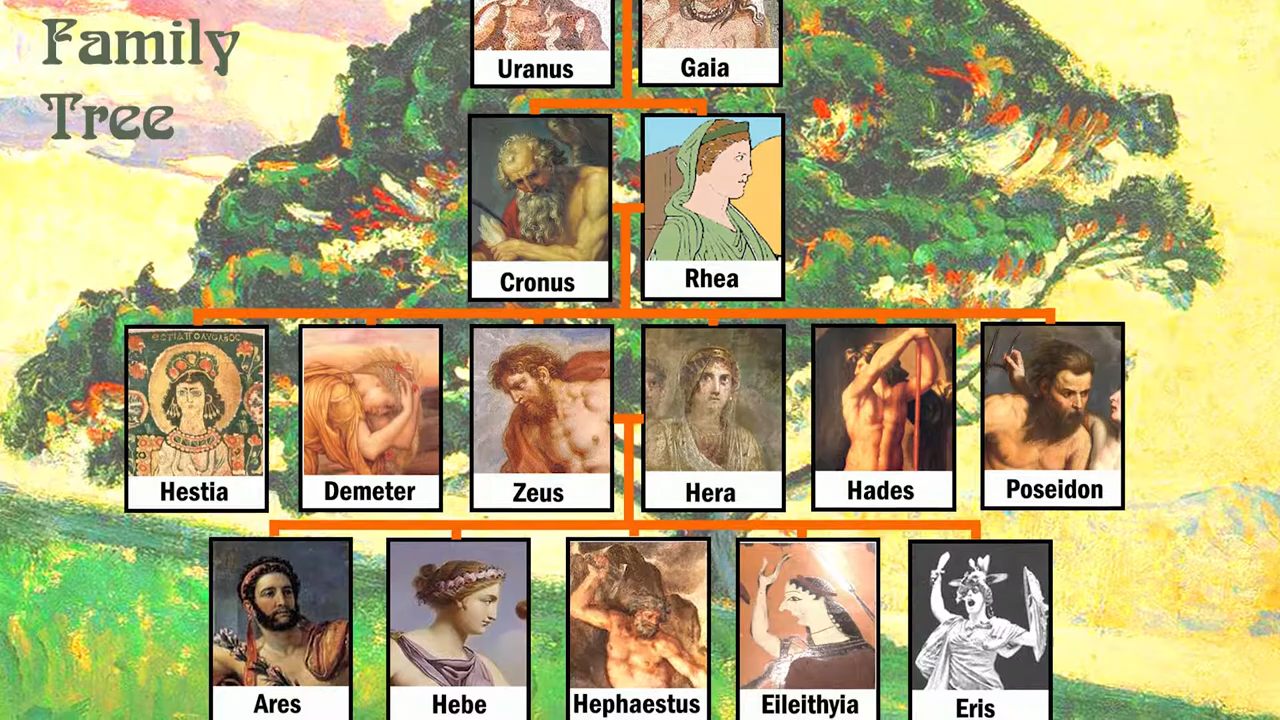 Family
Tree
Uranus
Gaia
Cronus
Rhea
Hestia
Demeter
Zeus
Hera
Hades
Poseidon
Ares
Hebe
Hephaestus
Eileithyia
Eris